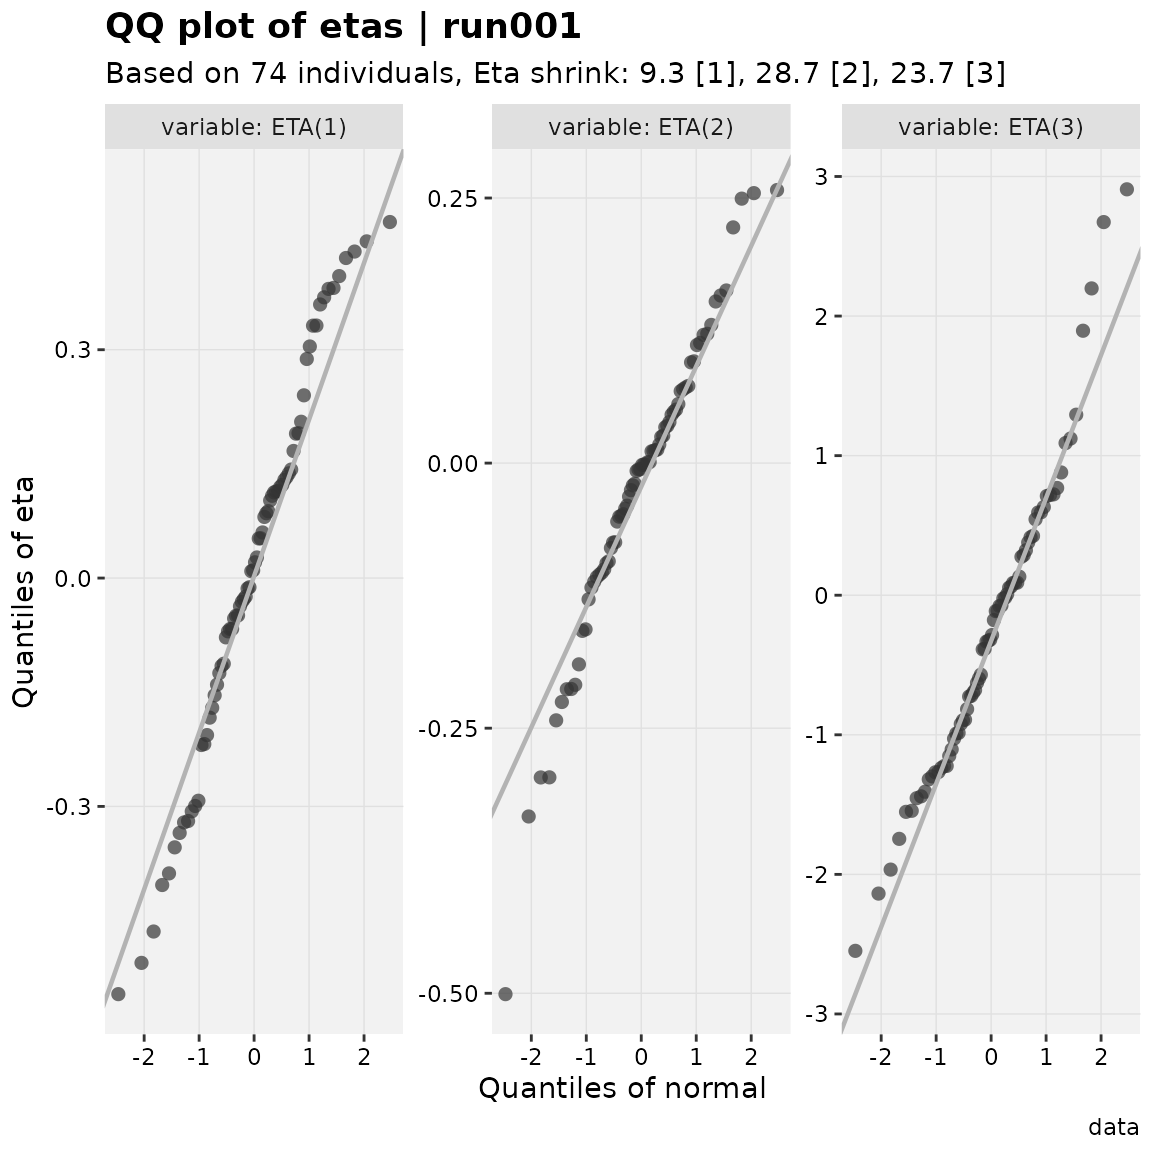 QQ plot of etas | run001
Based on 74 individuals, Eta shrink: 9.3 [1], 28.7 [2], 23.7 [3]
variable: ETA(1)
variable: ETA(2)
variable: ETA(3)
Quantiles of eta
0.3
0.0
-0.3
0.25
0.00
-0.25
-0.50
3
2
1
0
-1
-2
-3
-2 -1 0 1 2
-2 -1 0 1 2
-2 -1 0 1 2
Quantiles of normal
data